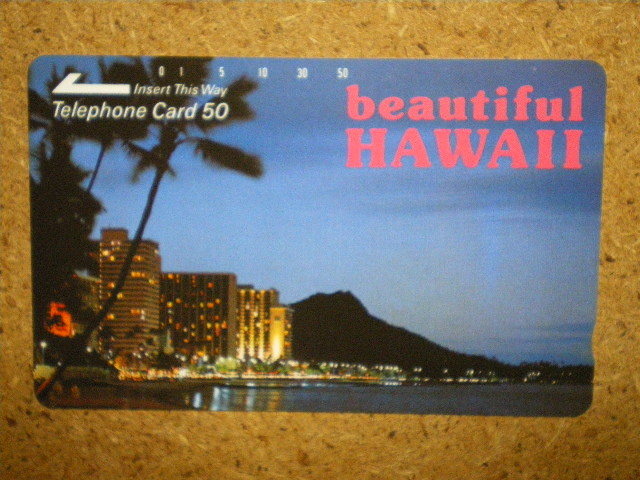 0 1 5 10 30 50
Insert This Way
Telephone Card 50
beautiful
HAWAII